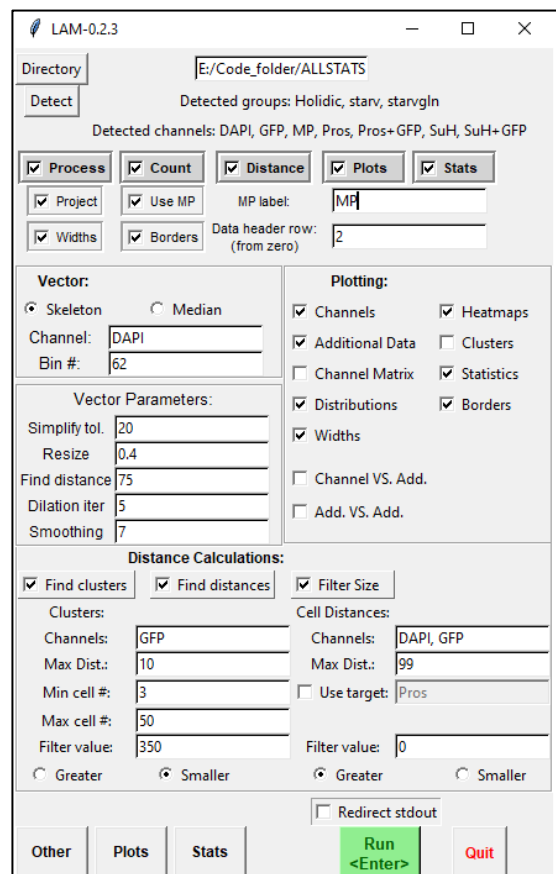 LAM-0.2.3
Directory E:/Code_folder/ALLSTATS
Detect Detected groups: Holidic, starv, starvgln
Detected channels: DAPI, GFP, MP, Pros, Pros+GFP, SuH, SuH+GFP
Process Count Distance Plots Stats
Project Use MP MP label: MP
Widths Borders Data header row: 2
(from zero)
Vector:
Skeleton Median
Channel: DAPI
Bin #: 62
Vector Parameters:
Simplify tol. 20
Resize 0.4
Find distance 75
Dilation iter 5
Smoothing 7
Plotting:
Channels Heatmaps
Additional Data Clusters
Channel Matrix Statistics
Distributions Borders
Widths
Channel VS. Add.
Add. VS. Add.
Distance Calculations:
Find clusters Find distances Filter Size
Clusters:
Channels: GFP
Max Dist.: 10
Min cell #: 3
Max cell #: 50
Filter value: 350
Greater Smaller
Cell Distances:
Channels: DAPI, GFP
Max Dist.: 99
Use target: Pros
Filter value: 0
Greater Smaller
Redirect stdout
Other Plots Stats Run Quit
<Enter>